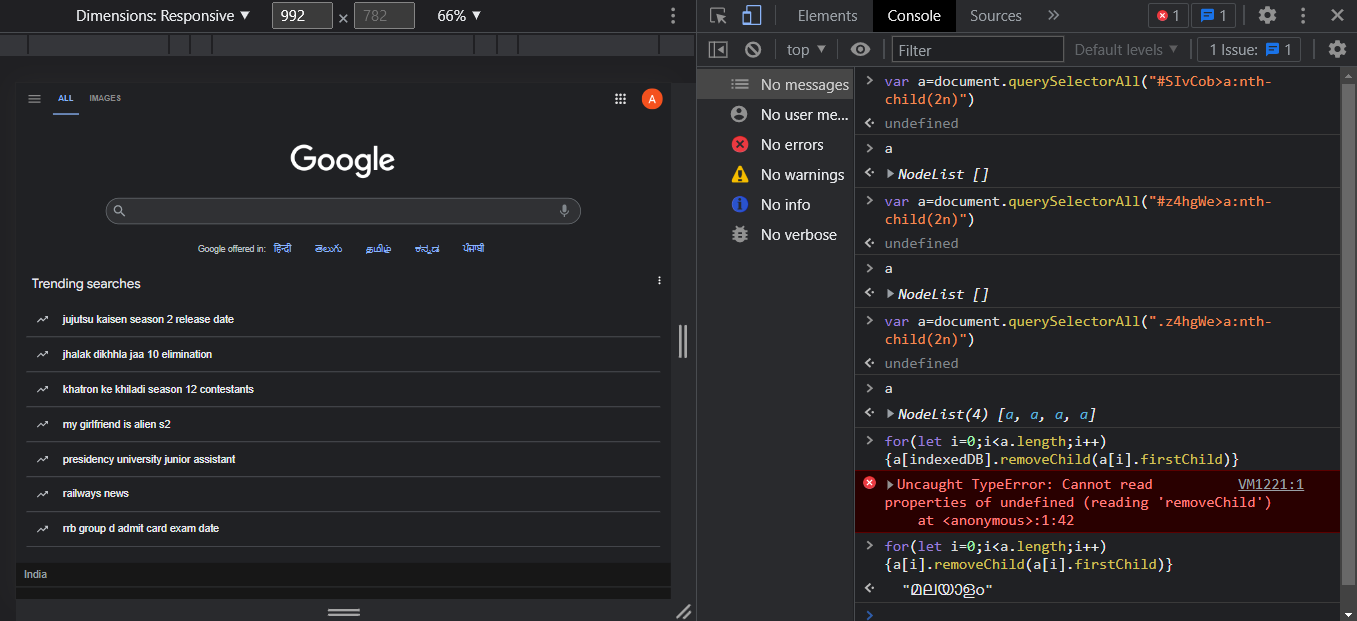 Dimensions: Responsive ▼ 992 × 782 66% ▼
Elements Console Sources » 1 1
top ▼ Filter Default levels ▼ 1 Issue: 1
ALL IMAGES
A
Google
Google offered in: हिन्दी తెలుగు தமிழ் ಕನ್ನಡ ਪੰਜਾਬੀ
Trending searches
jujutsu kaisen season 2 release date
jhalak dikhhla jaa 10 elimination
khatron ke khiladi season 12 contestants
my girlfriend is alien s2
presidency university junior assistant
railways news
rrb group d admit card exam date
India
No messages
No user me...
No errors
No warnings
No info
No verbose
var a=document.querySelectorAll("#SIvCob>a:nth-
child(2n)")
undefined
a
NodeList []
var a=document.querySelectorAll("#z4hgWe>a:nth-
child(2n)")
undefined
a
NodeList []
var a=document.querySelectorAll(".z4hgWe>a:nth-
child(2n)")
undefined
a
NodeList(4) [a, a, a, a]
for(let i=0;i<a.length;i++)
{a[indexedDB].removeChild(a[i].firstChild)}
Uncaught TypeError: Cannot read VM1221:1
properties of undefined (reading 'removeChild')
at <anonymous>:1:42
for(let i=0;i<a.length;i++)
{a[i].removeChild(a[i].firstChild)}
"മലയാളം"